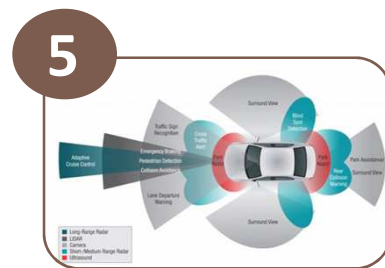 5
Surround View
Traffic Sign
Recognition
Blind
Spot
Detection
Cross
Traffic
Alert
Emergency Braking
Pedestrian Detection
Collision Avoidance
Adaptive
Cruise Control
Park
Assist
Park
Assist
Park Assistance/
Surround View
Rear
Collision
Warning
Lane Departure
Warning
Surround View
Long-Range Radar
LIDAR
Camera
Short-/Medium-Range Radar
Ultrasound